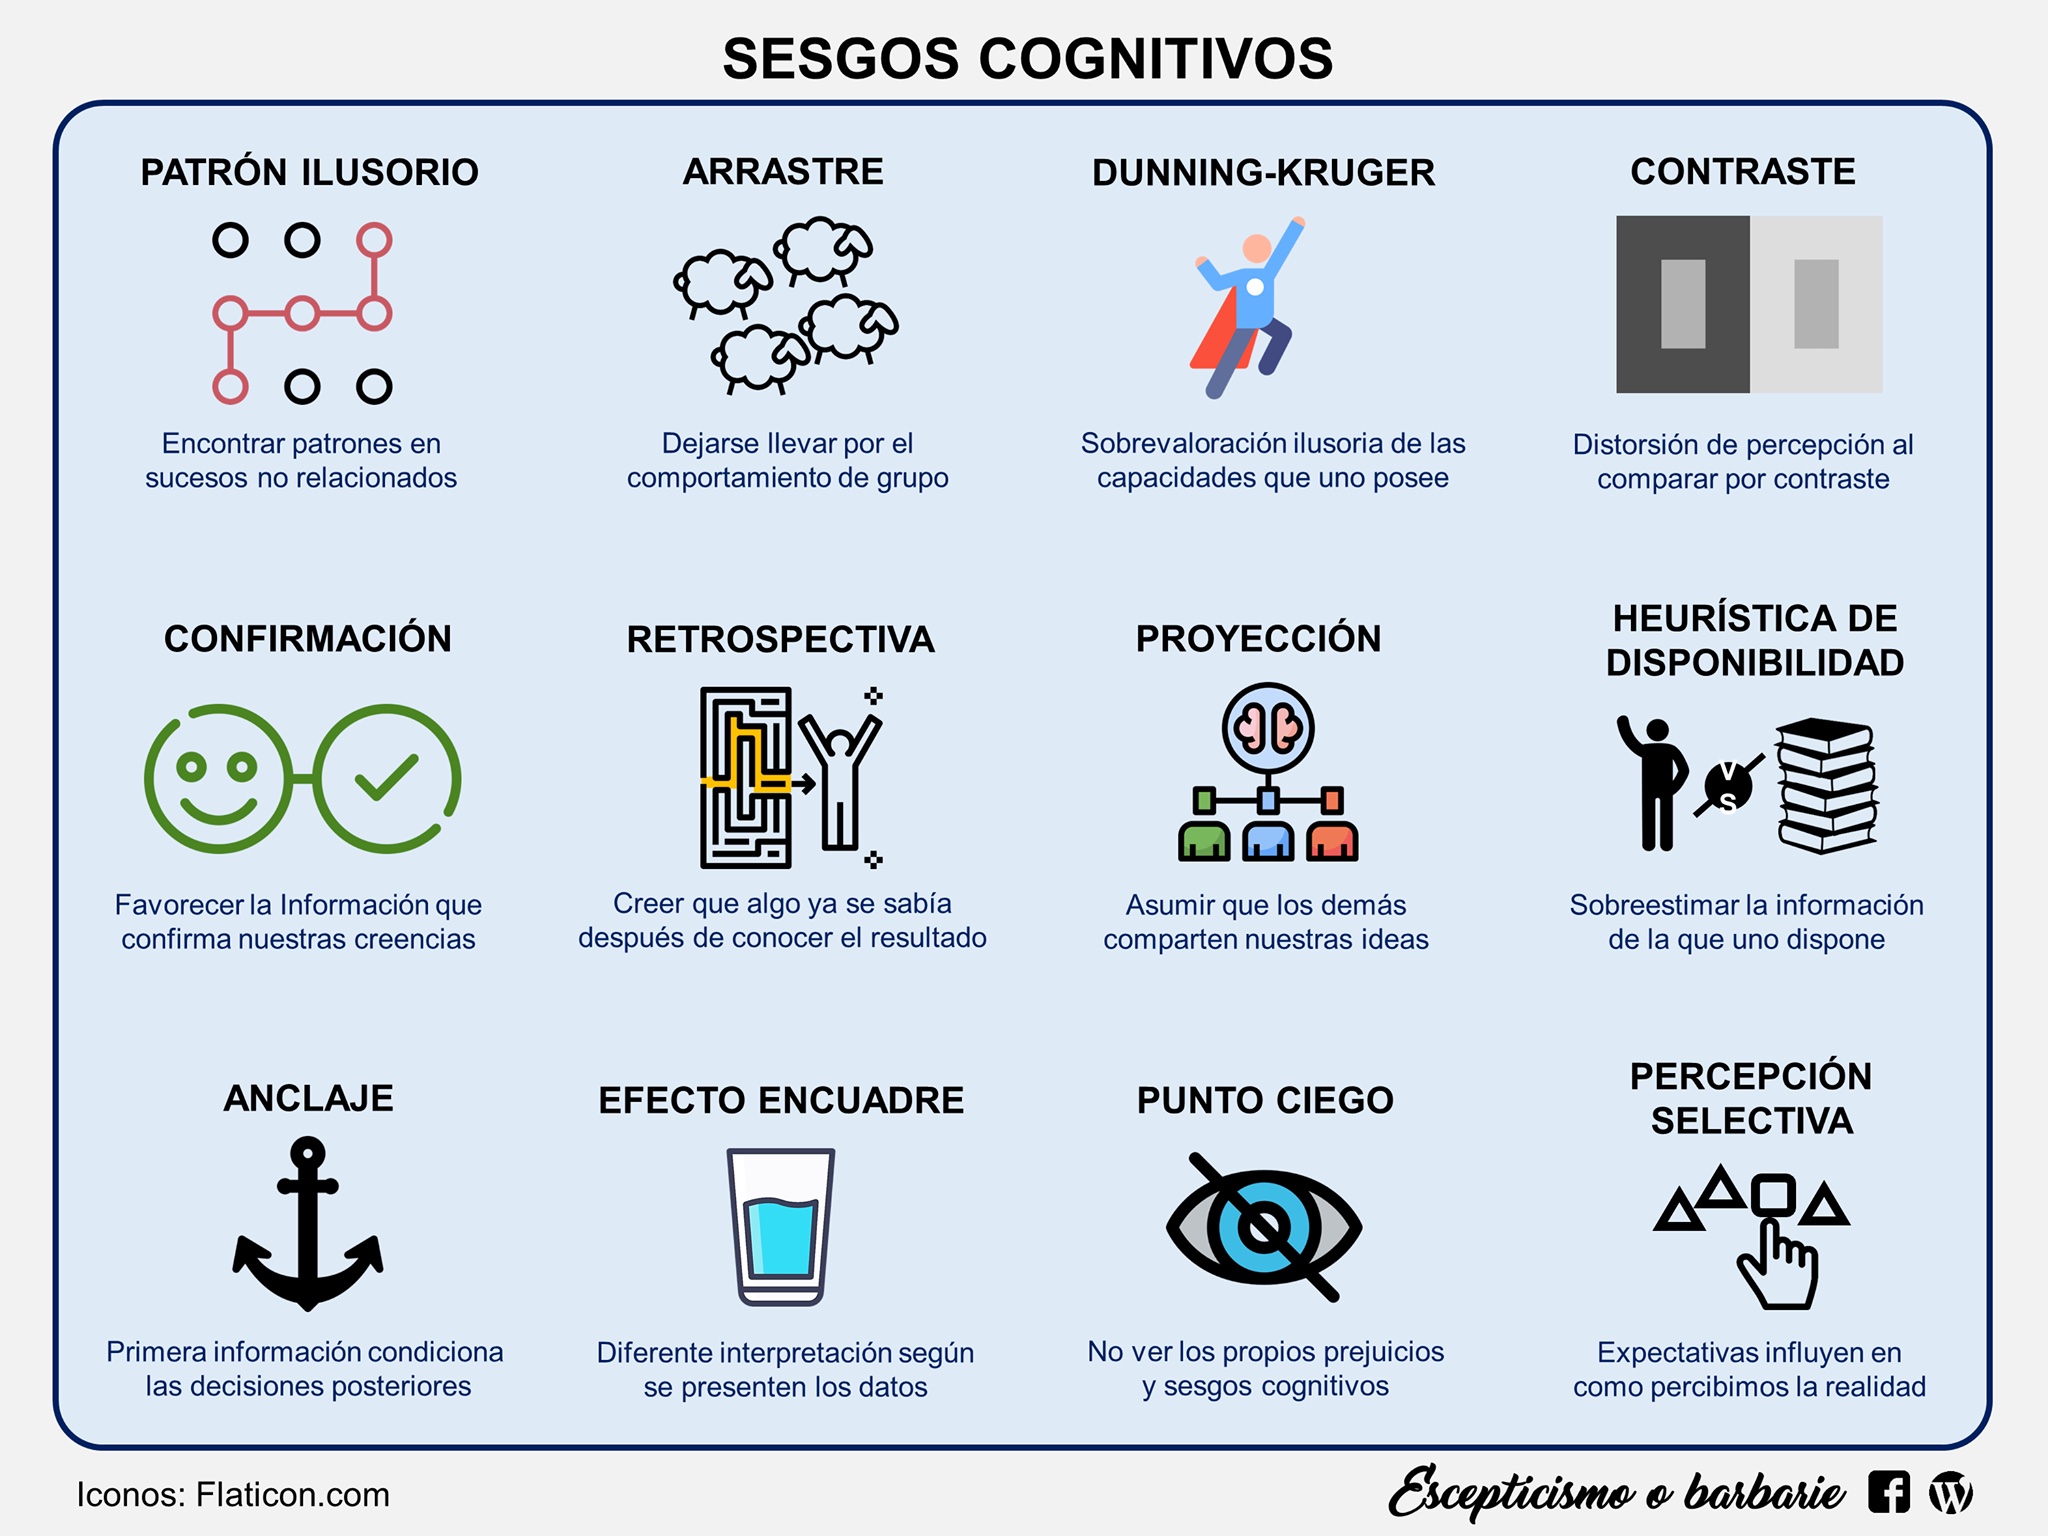 SESGOS COGNITIVOS
PATRÓN ILUSORIO
Encontrar patrones en
sucesos no relacionados
ARRASTRE
Dejarse llevar por el
comportamiento de grupo
DUNNING-KRUGER
Sobrevaloración ilusoria de las
capacidades que uno posee
CONTRASTE
Distorsión de percepción al
comparar por contraste
CONFIRMACIÓN
Favorecer la Información que
confirma nuestras creencias
RETROSPECTIVA
Creer que algo ya se sabía
después de conocer el resultado
PROYECCIÓN
Asumir que los demás
comparten nuestras ideas
HEURÍSTICA DE
DISPONIBILIDAD
V
S
Sobreestimar la información
de la que uno dispone
ANCLAJE
Primera información condiciona
las decisiones posteriores
EFECTO ENCUADRE
Diferente interpretación según
se presenten los datos
PUNTO CIEGO
No ver los propios prejuicios
y sesgos cognitivos
PERCEPCIÓN
SELECTIVA
Expectativas influyen en
como percibimos la realidad
Iconos: Flaticon.com
Escepticismo o barbarie